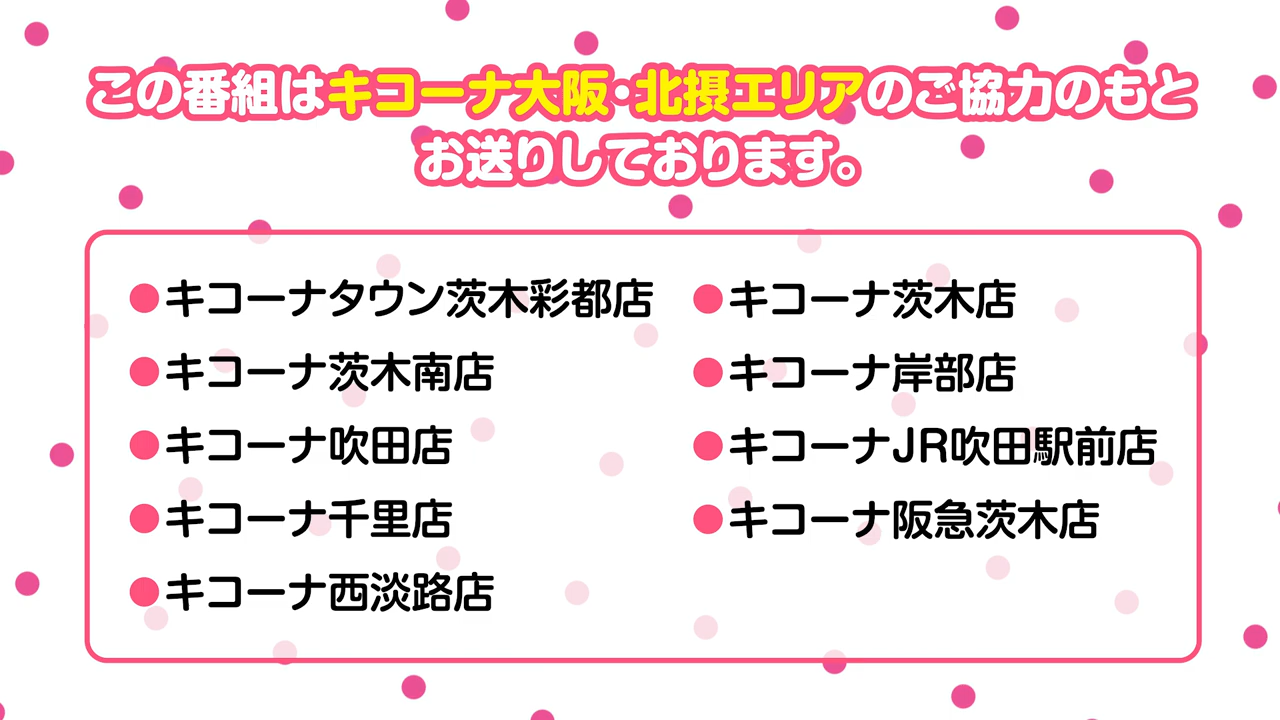 この番組はキコーナ大阪・北摂エリアのご協力のもと
お送りしております。
●キコーナタウン茨木彩都店
●キコーナ茨木南店
●キコーナ吹田店
●キコーナ千里店
●キコーナ西淡路店
●キコーナ茨木店
●キコーナ岸部店
●キコーナJR吹田駅前店
●キコーナ阪急茨木店